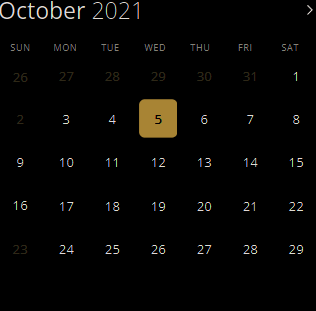 October 2021
SUN MON TUE WED THU FRI SAT
26 27 28 29 30 31 1
2 3 4 5 6 7 8
9 10 11 12 13 14 15
16 17 18 19 20 21 22
23 24 25 26 27 28 29